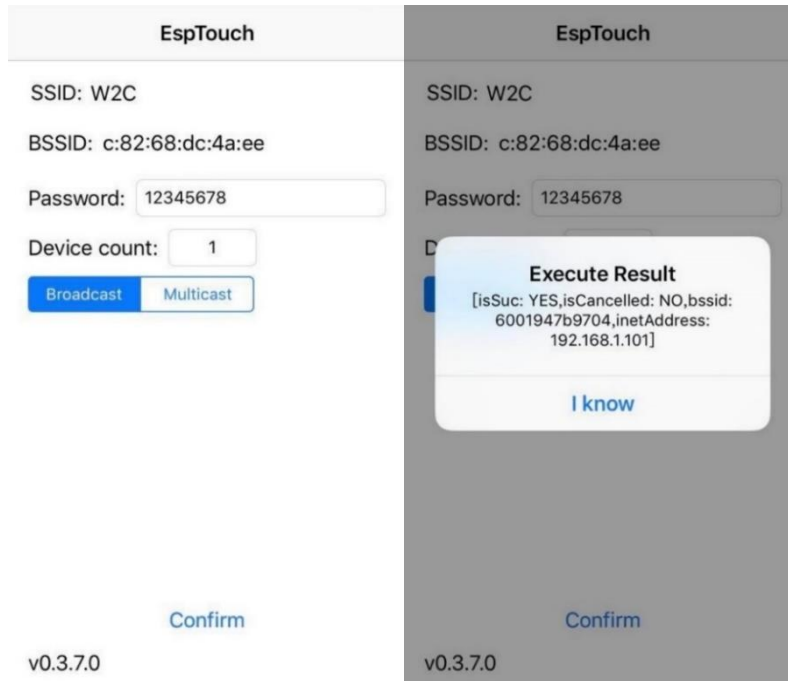 EspTouch
SSID: W2C
BSSID: c:82:68:dc:4a:ee
Password: 12345678
Device count: 1
Broadcast Multicast
Confirm
v0.3.7.0
EspTouch
SSID: W2C
BSSID: c:82:68:dc:4a:ee
Password: 12345678
D
Execute Result
[isSuc: YES,isCancelled: NO,bssid:
6001947b9704,inetAddress:
192.168.1.101]
I know
Confirm
v0.3.7.0